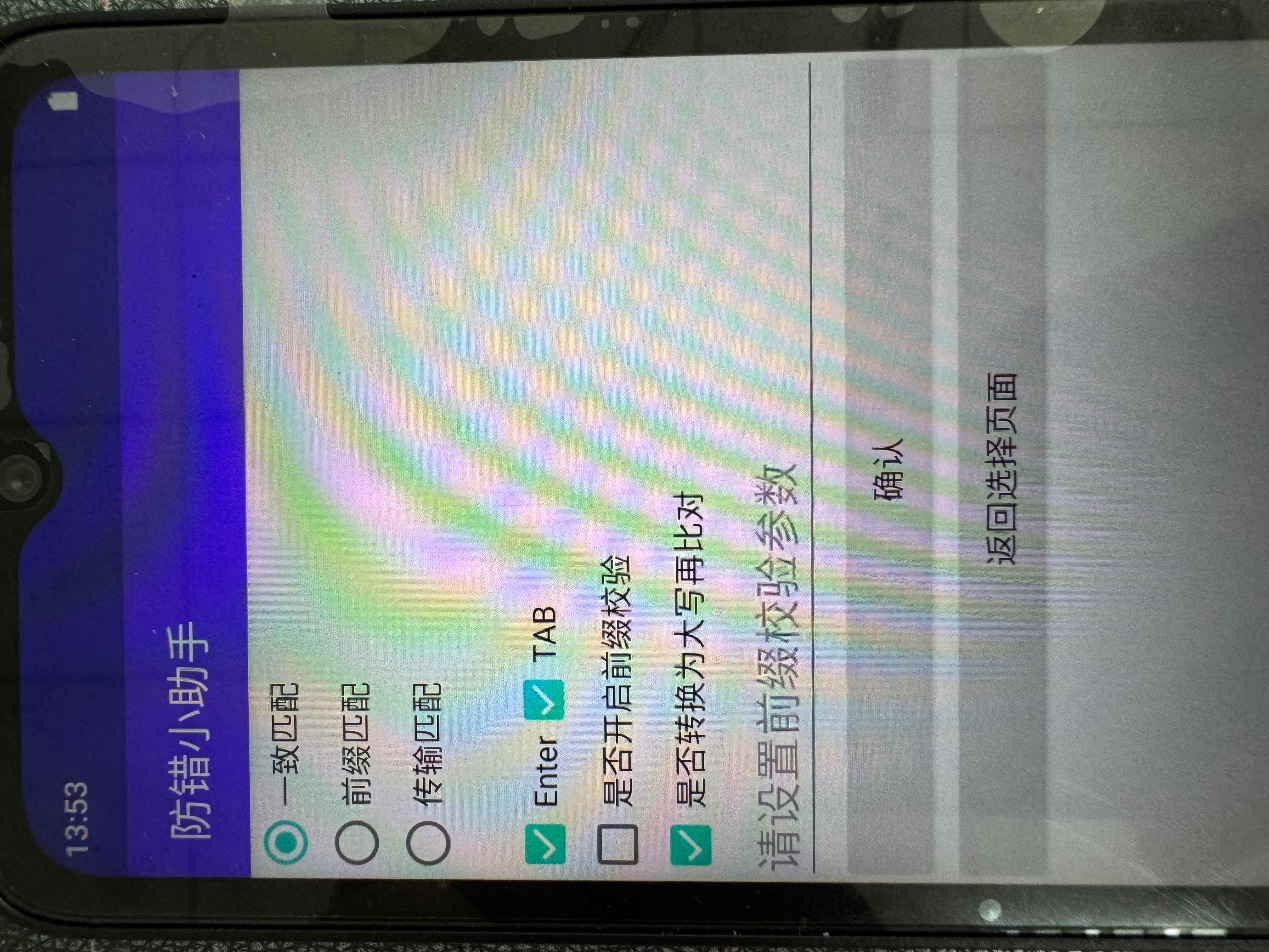 13:53
防错小助手
一致匹配
前缀匹配
传输匹配
Enter TAB
是否开启前缀校验
是否转换为大写再比对
请设置前缀校验参数
确认
返回选择页面